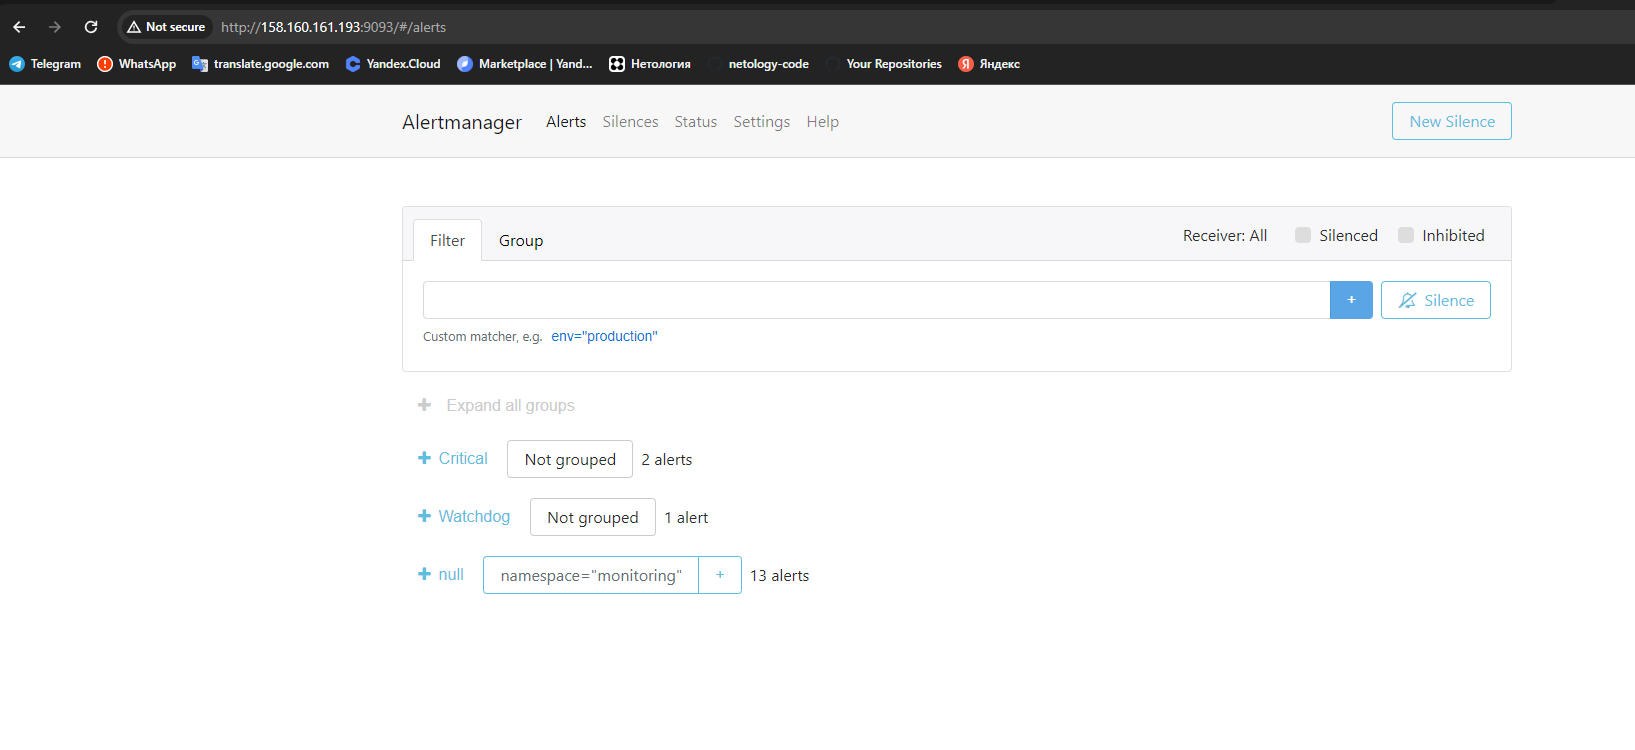 Not secure http://158.160.161.193:9093/#/alerts
Telegram WhatsApp translate.google.com Yandex.Cloud Marketplace | Yand... Нетология netology-code Your Repositories Яндекс
Alertmanager Alerts Silences Status Settings Help New Silence
Filter Group Receiver: All Silenced Inhibited
+ Silence
Custom matcher, e.g. env="production"
+ Expand all groups
+ Critical Not grouped 2 alerts
+ Watchdog Not grouped 1 alert
+ null namespace="monitoring" + 13 alerts